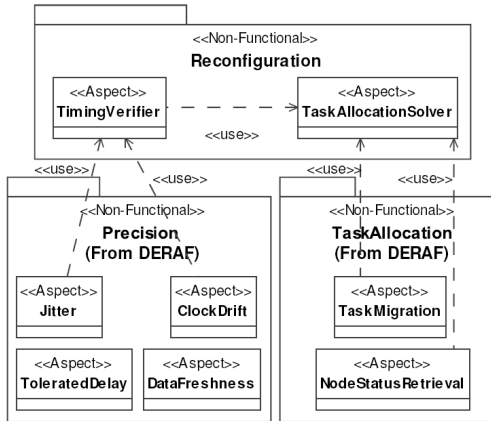 <<Non-Functional>>
Reconfiguration
<<Aspect>>
TimingVerifier
<<Aspect>>
TaskAllocationSolver
<<use>>
<<use>>
<<use>>
<<use>>
<<use>>
<<Non-Functional>>
Precision
(From DERAF)
<<Aspect>>
Jitter
<<Aspect>>
ClockDrift
<<Aspect>>
ToleratedDelay
<<Aspect>>
DataFreshness
<<Non-Functional>>
TaskAllocation
(From DERAF)
<<Aspect>>
TaskMigration
<<Aspect>>
NodeStatusRetrieval